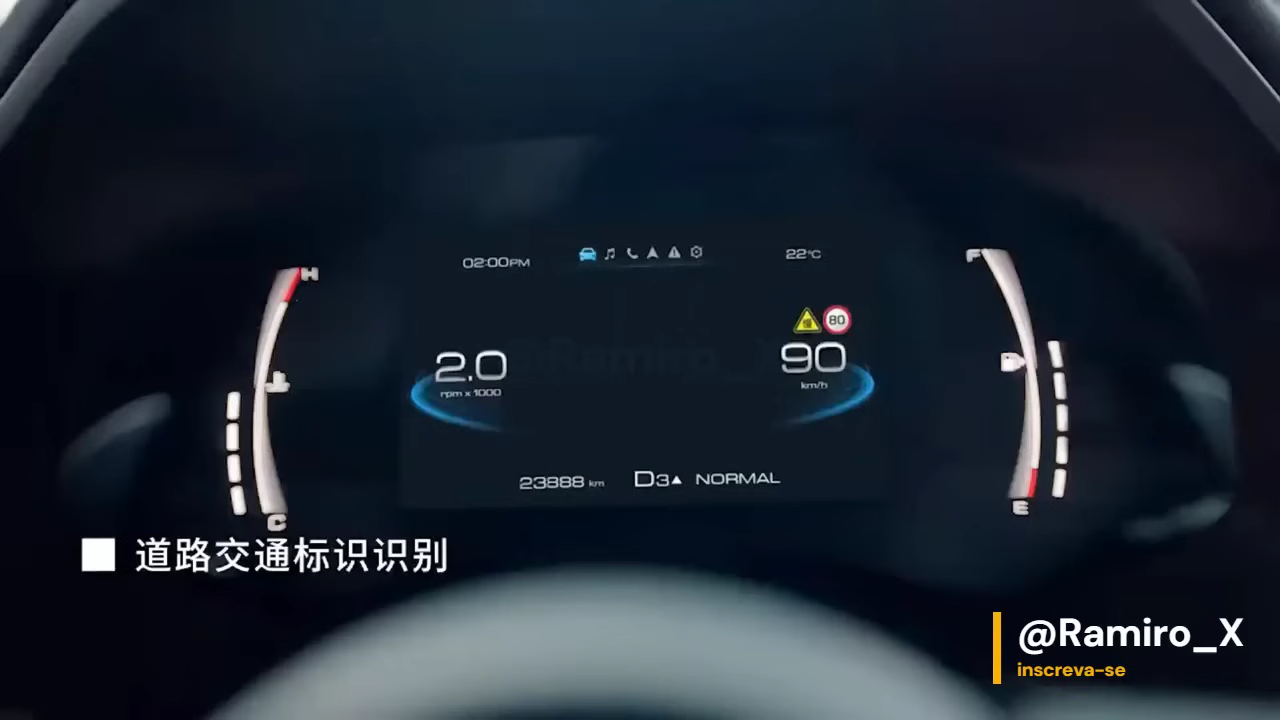 02:00PM
22°C
H
F
80
2.0
90
rpm x 1000
km/h
23888 km
D3▲ NORMAL
C
E
道路交通标识识别
@Ramiro_X
inscreva-se